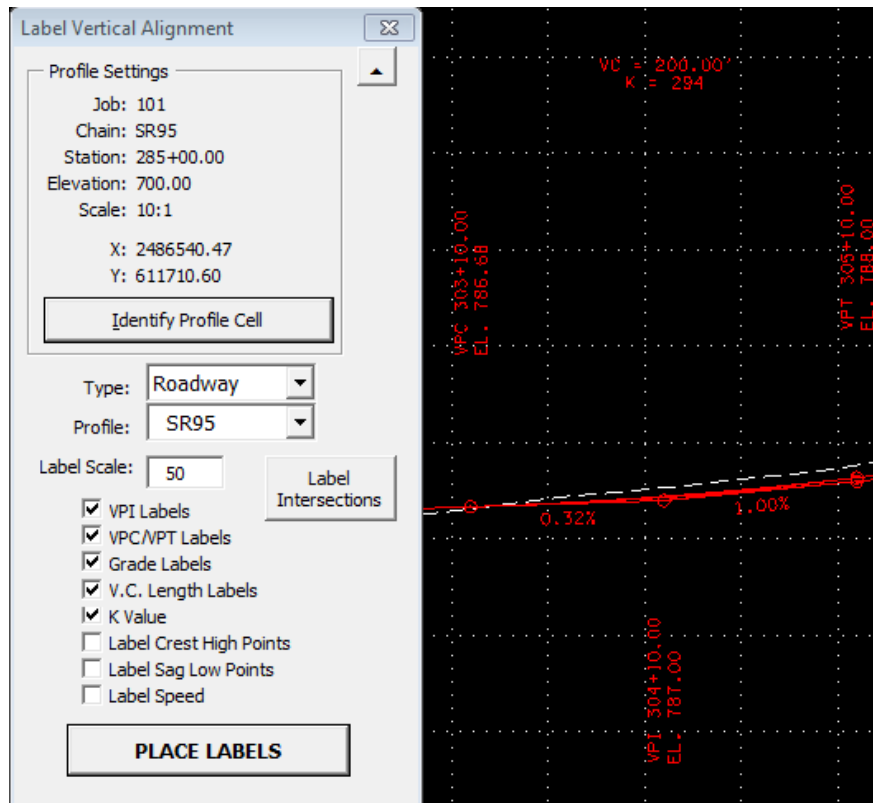 Label Vertical Alignment
Profile Settings
Job: 101
Chain: SR95
Station: 285+00.00
Elevation: 700.00
Scale: 10:1
X: 2486540.47
Y: 611710.60
Identify Profile Cell
Type: Roadway
Profile: SR95
Label Scale: 50
Label
Intersections
VPI Labels
VPC/VPT Labels
Grade Labels
V.C. Length Labels
K Value
Label Crest High Points
Label Sag Low Points
Label Speed
PLACE LABELS
VC = 200.00'
K = 294
VPC 303+10.00
EL. 786.68
VPT 305+10.00
EL. 788.00
0.32%
1.00%
VPI 304+10.00
EL. 787.00